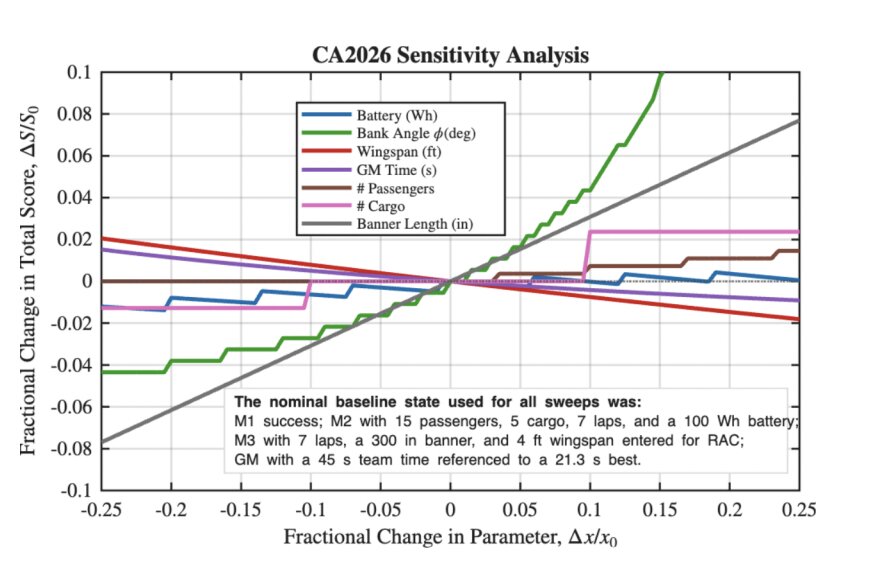 CA2026 Sensitivity Analysis
0.1
0.08
0.06
0.04
0.02
0
-0.02
-0.04
-0.06
-0.08
-0.1
Fractional Change in Total Score, ΔS/S₀
Battery (Wh)
Bank Angle ϕ(deg)
Wingspan (ft)
GM Time (s)
# Passengers
# Cargo
Banner Length (in)
The nominal baseline state used for all sweeps was:
M1 success; M2 with 15 passengers, 5 cargo, 7 laps, and a 100 Wh battery;
M3 with 7 laps, a 300 in banner, and 4 ft wingspan entered for RAC;
GM with a 45 s team time referenced to a 21.3 s best.
-0.25 -0.2 -0.15 -0.1 -0.05 0 0.05 0.1 0.15 0.2 0.25
Fractional Change in Parameter, Δx/x₀